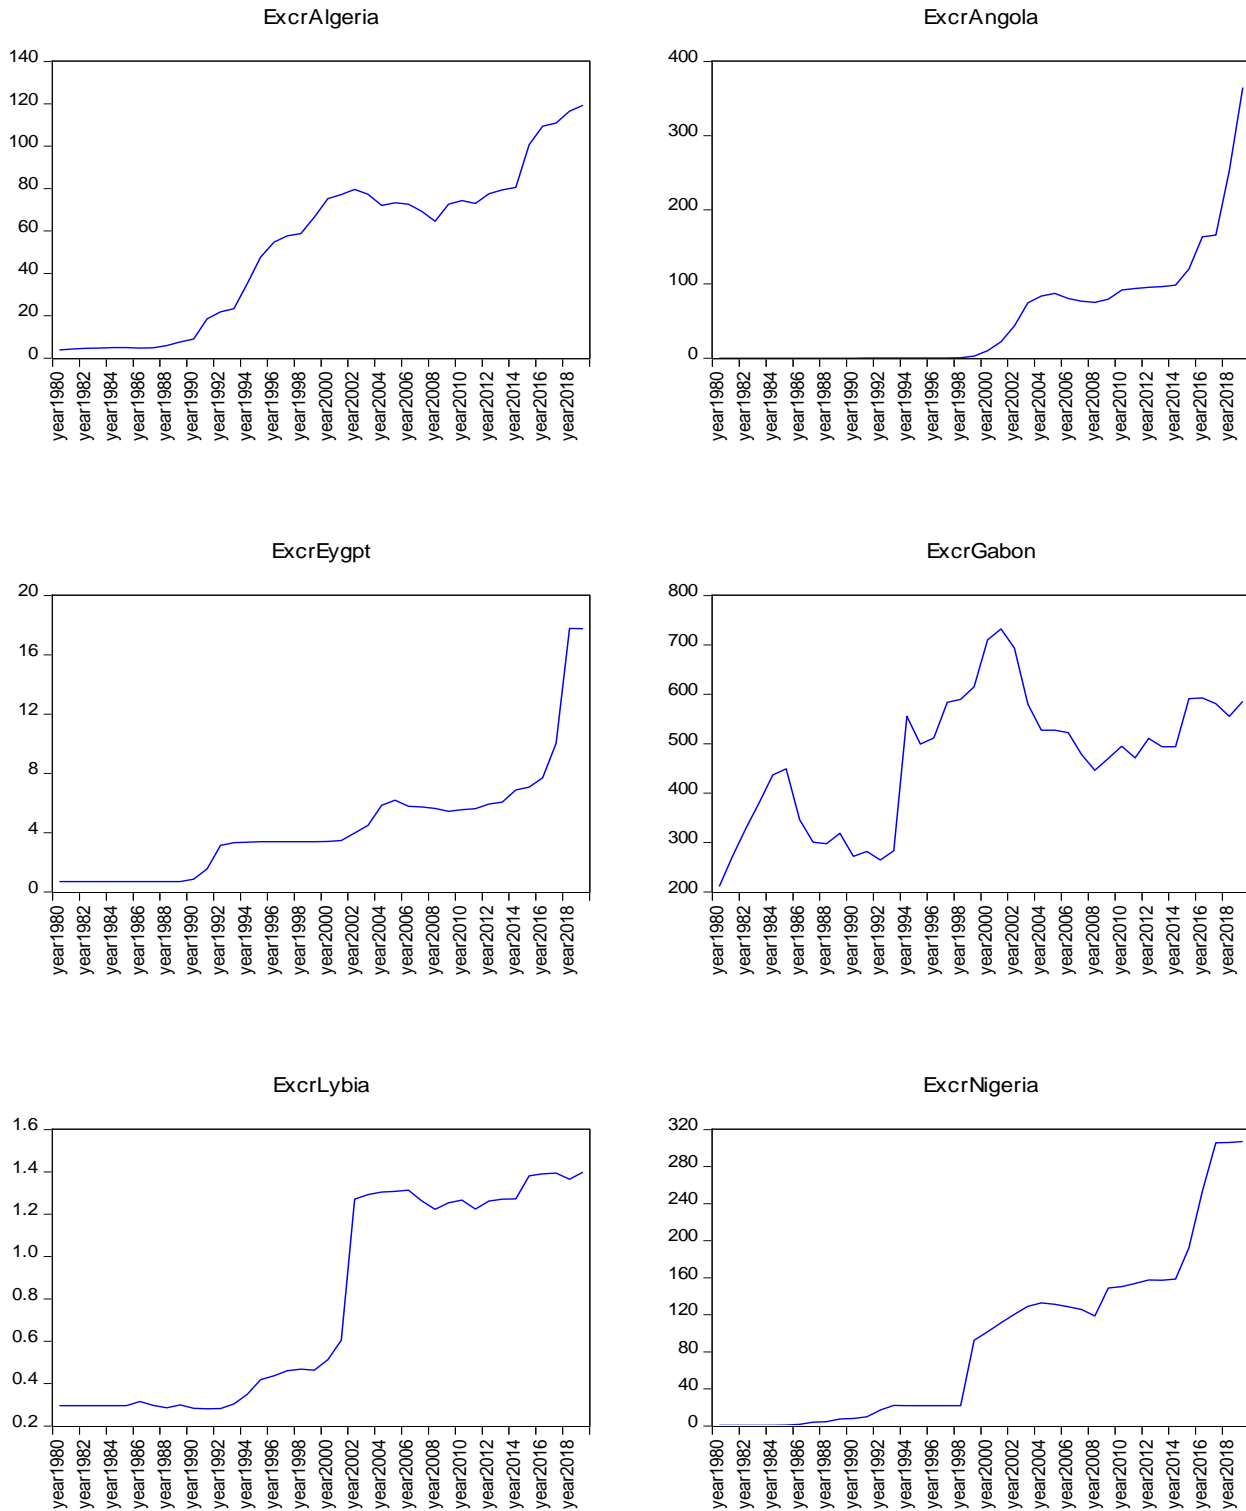 ExcrAlgeria
140
120
100
80
60
40
20
0
year1980
year1982
year1984
year1986
year1988
year1990
year1992
year1994
year1996
year1998
year2000
year2002
year2004
year2006
year2008
year2010
year2012
year2014
year2016
year2018
ExcrAngola
400
300
200
100
0
year1980
year1982
year1984
year1986
year1988
year1990
year1992
year1994
year1996
year1998
year2000
year2002
year2004
year2006
year2008
year2010
year2012
year2014
year2016
year2018
ExcrEygpt
20
16
12
8
4
0
year1980
year1982
year1984
year1986
year1988
year1990
year1992
year1994
year1996
year1998
year2000
year2002
year2004
year2006
year2008
year2010
year2012
year2014
year2016
year2018
ExcrGabon
800
700
600
500
400
300
200
year1980
year1982
year1984
year1986
year1988
year1990
year1992
year1994
year1996
year1998
year2000
year2002
year2004
year2006
year2008
year2010
year2012
year2014
year2016
year2018
ExcrLybia
1.6
1.4
1.2
1.0
0.8
0.6
0.4
0.2
year1980
year1982
year1984
year1986
year1988
year1990
year1992
year1994
year1996
year1998
year2000
year2002
year2004
year2006
year2008
year2010
year2012
year2014
year2016
year2018
ExcrNigeria
320
280
240
200
160
120
80
40
0
year1980
year1982
year1984
year1986
year1988
year1990
year1992
year1994
year1996
year1998
year2000
year2002
year2004
year2006
year2008
year2010
year2012
year2014
year2016
year2018